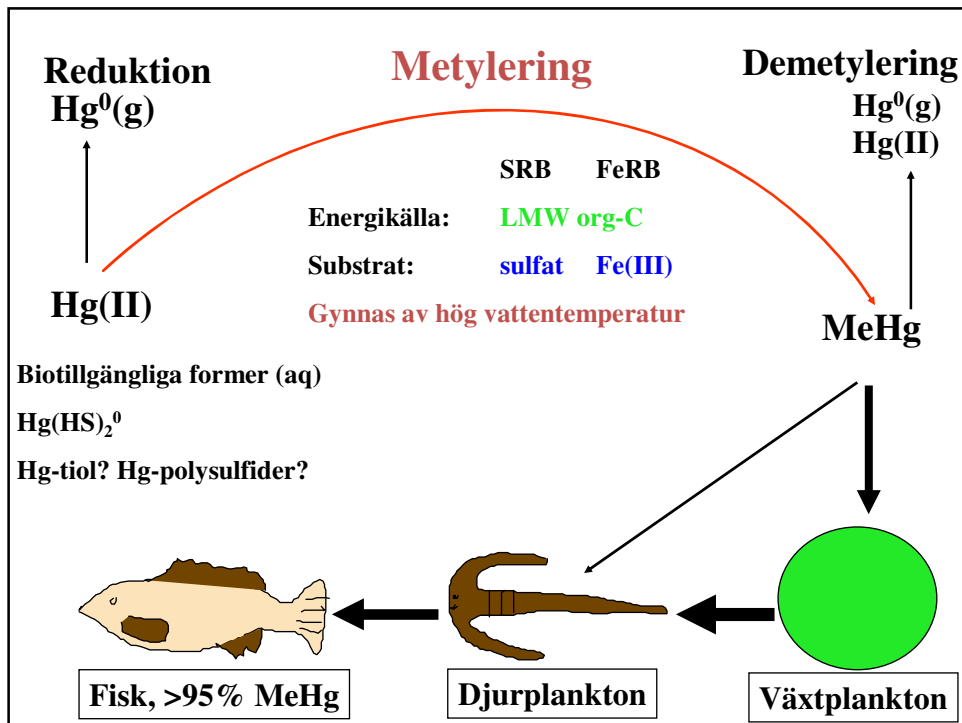 Reduktion
Hg⁰(g)
Metylering
Demetylering
Hg⁰(g)
Hg(II)
SRB FeRB
Energikälla: LMW org-C
Substrat: sulfat Fe(III)
Gynnas av hög vattentemperatur
Hg(II)
MeHg
Biotillgängliga former (aq)
Hg(HS)₂⁰
Hg-tiol? Hg-polysulfider?
Fisk, >95% MeHg
Djurplankton
Växtplankton